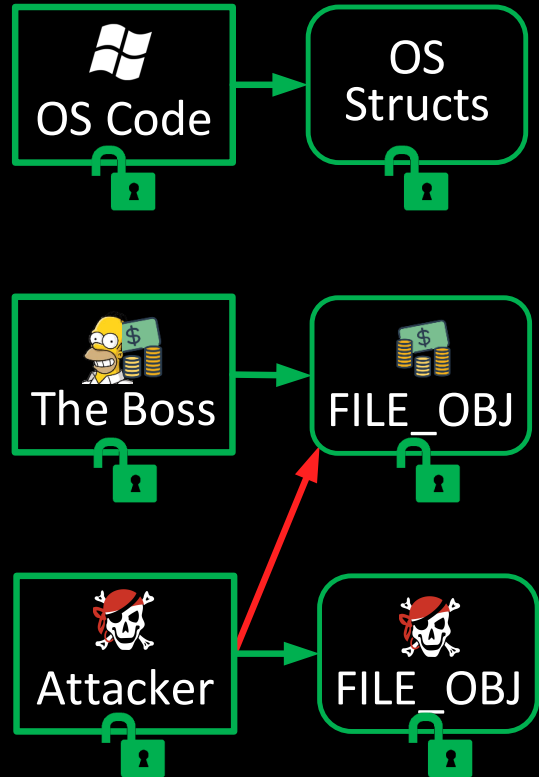 OS Code
OS
Structs
$
The Boss
$
FILE_OBJ
Attacker
FILE_OBJ